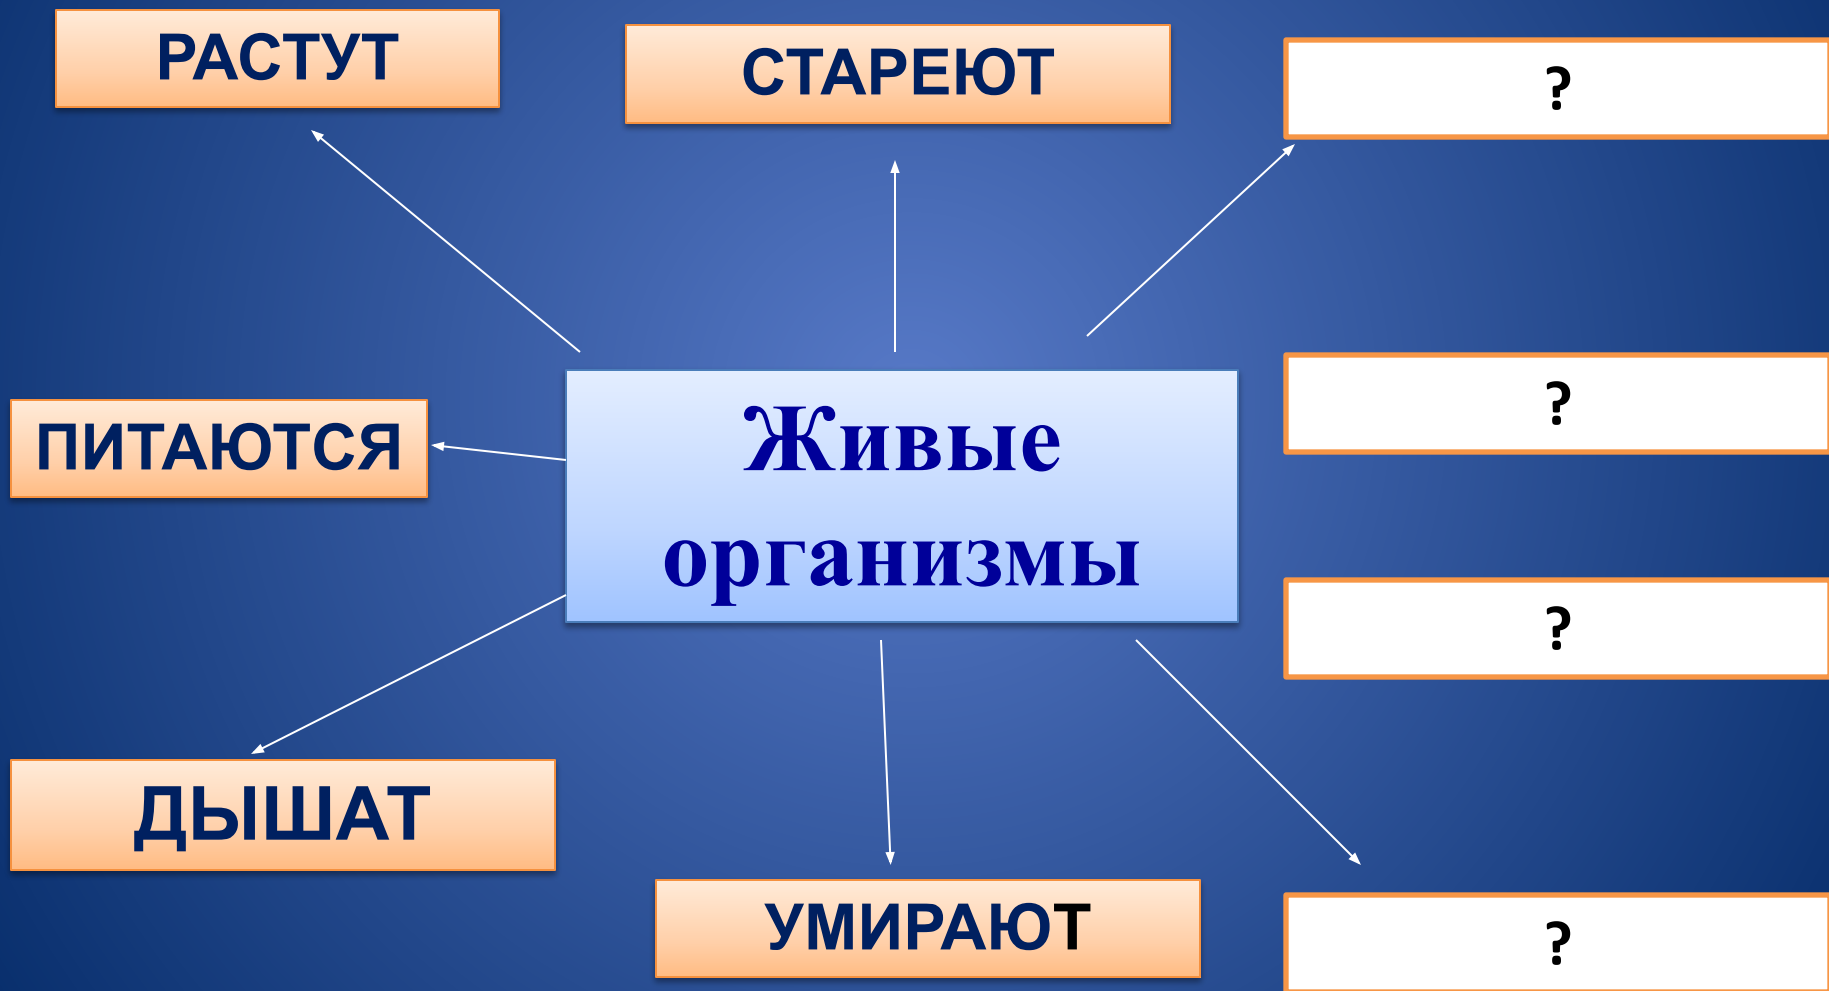 РАСТУТ
СТАРЕЮТ
?
ПИТАЮТСЯ
Живые
организмы
?
?
ДЫШАТ
УМИРАЮТ
?